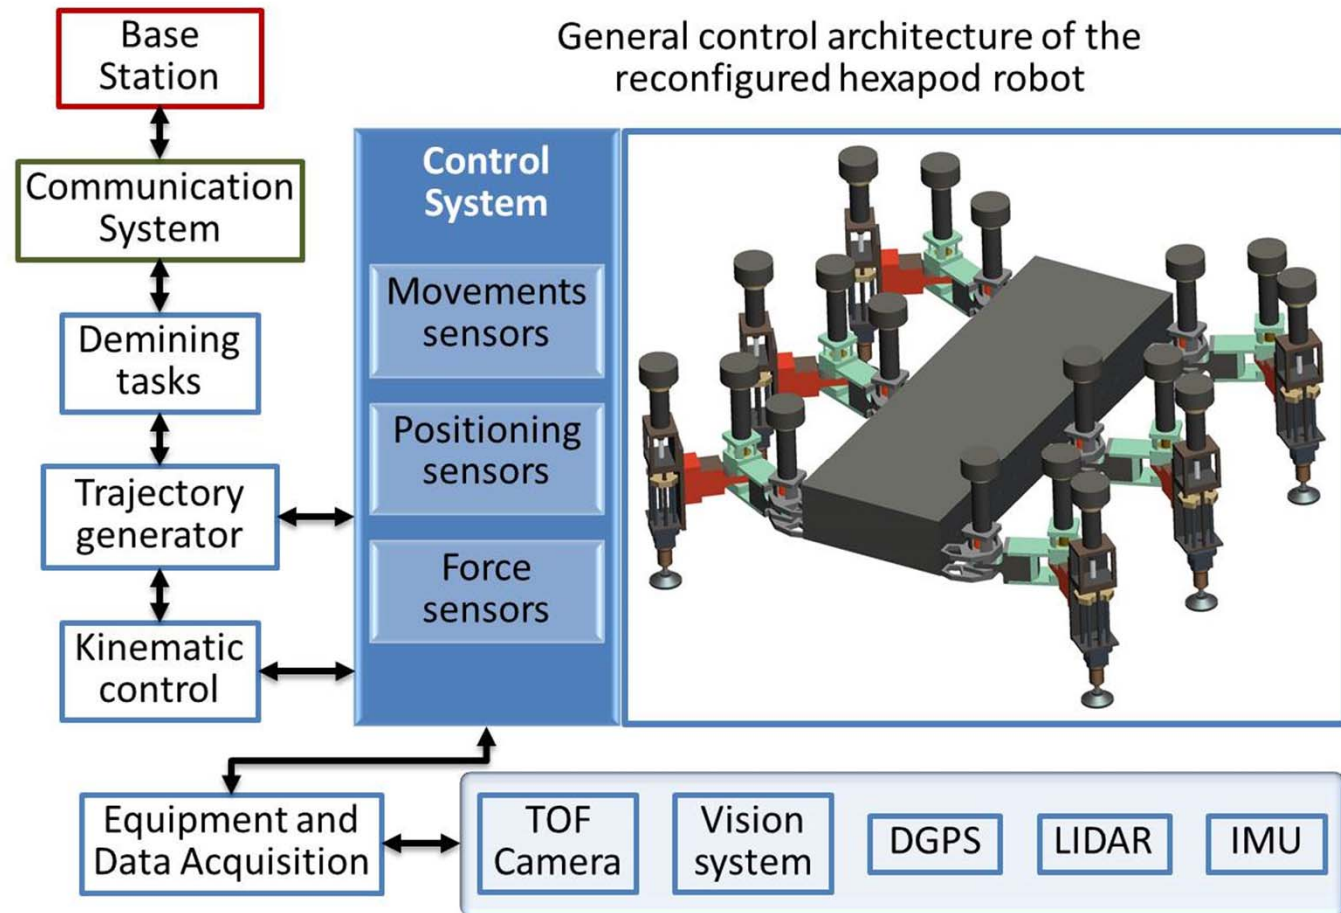 General control architecture of the
reconfigured hexapod robot
Base
Station
Communication
System
Demining
tasks
Trajectory
generator
Kinematic
control
Control
System
Movements
sensors
Positioning
sensors
Force
sensors
Equipment and
Data Acquisition
TOF
Camera
Vision
system
DGPS
LIDAR
IMU